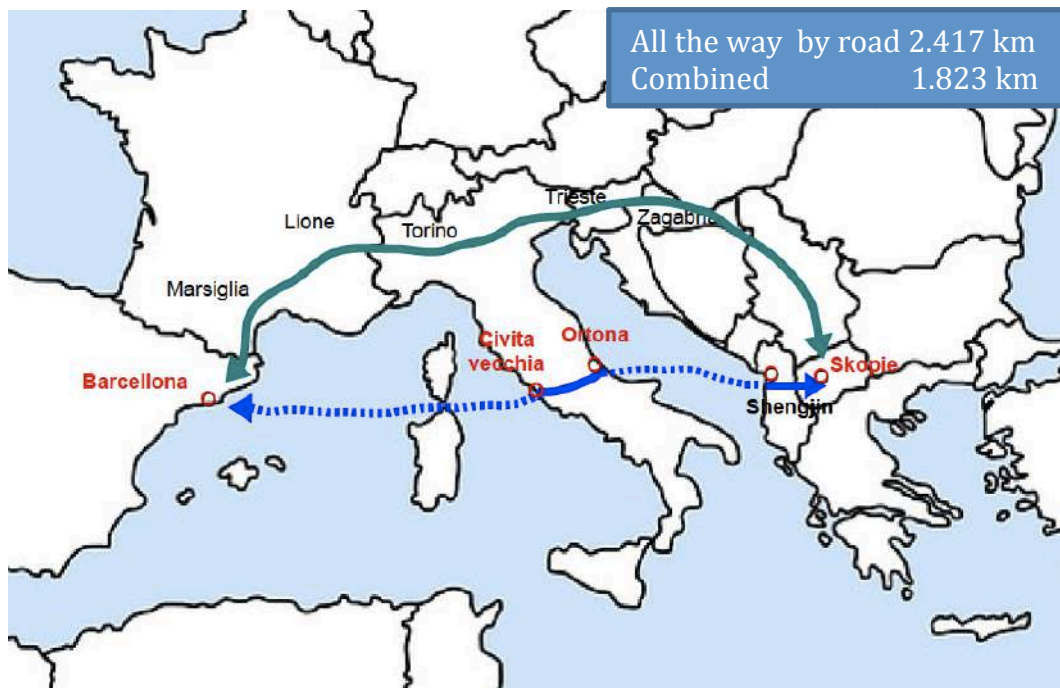 All the way by road 2.417 km
Combined 1.823 km
Trieste
Lione
Torino
Zagabria
Marsiglia
Civita
vecchia
Ortona
Barcellona
Skopie
Shengjin